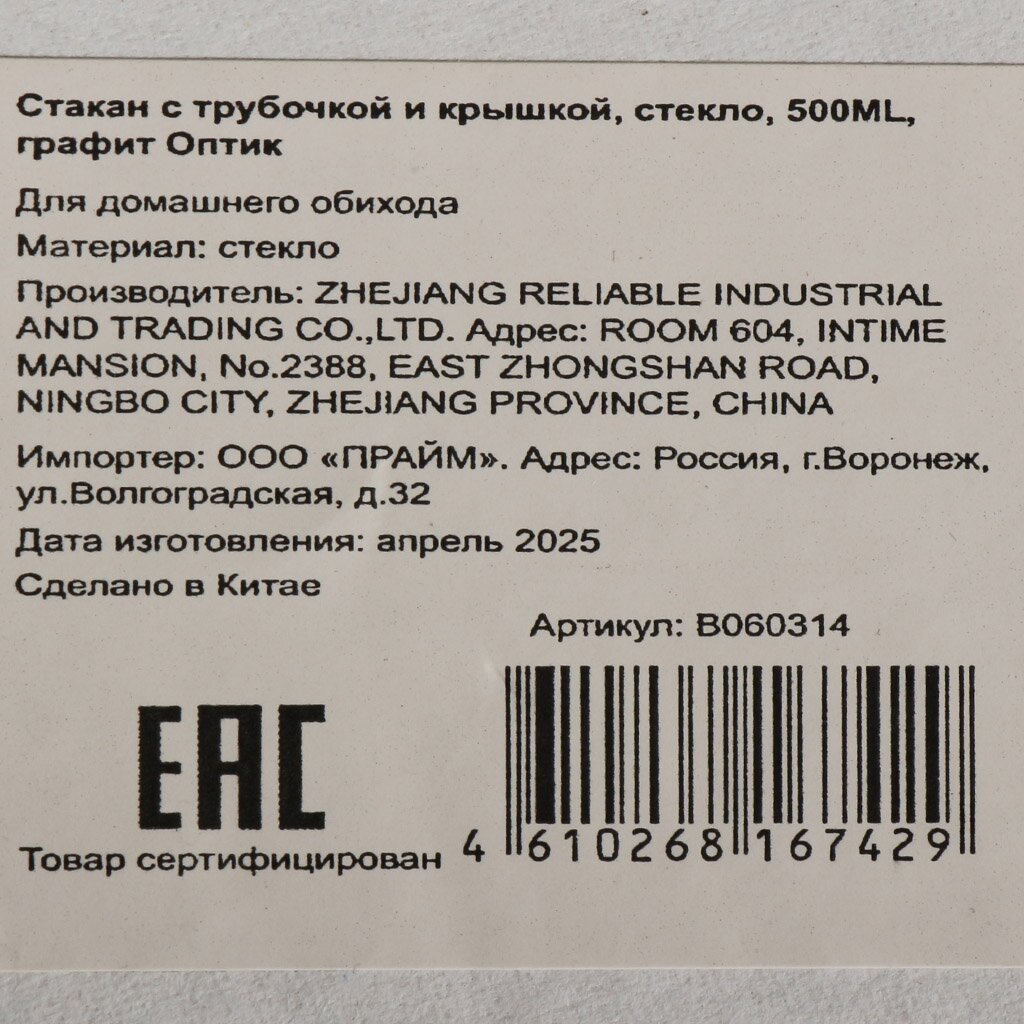 Стакан с трубочкой и крышкой, стекло, 500ML,
графит Оптик
Для домашнего обихода
Материал: стекло
Производитель: ZHEJIANG RELIABLE INDUSTRIAL
AND TRADING CO.,LTD. Адрес: ROOM 604, INTIME
MANSION, No.2388, EAST ZHONGSHAN ROAD,
NINGBO CITY, ZHEJIANG PROVINCE, CHINA
Импортер: ООО «ПРАЙМ». Адрес: Россия, г.Воронеж,
ул.Волгоградская, д.32
Дата изготовления: апрель 2025
Сделано в Китае
Артикул: B060314
EAC
Товар сертифицирован
4 610268 167429